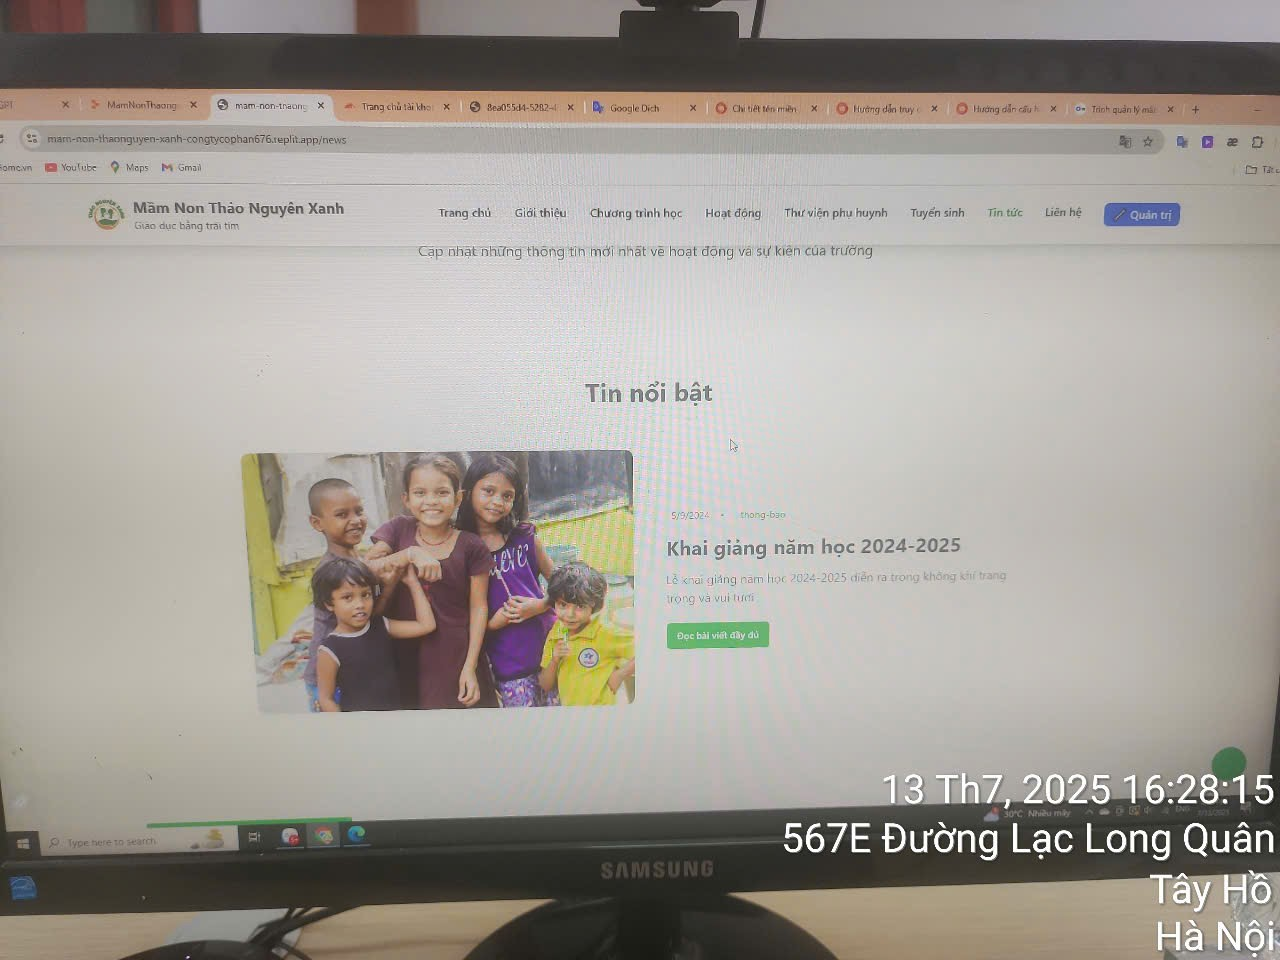 GPT
MamNonThaong
mam-non-thaong
Trang chủ tài kho
8ea055d4-5282-4
Google Dịch
Chi tiết tên miền
Hướng dẫn truy c
Hướng dẫn cấu h
Trình quản lý mã
mam-non-thaonguyen-xanh-congtycophan676.replit.app/news
YouTube
Maps
Gmail
Mầm Non Thảo Nguyên Xanh
Giáo dục bằng trái tim
Trang chủ
Giới thiệu
Chương trình học
Hoạt động
Thư viện phụ huynh
Tuyển sinh
Tin tức
Liên hệ
Quản trị
Cập nhật những thông tin mới nhất về hoạt động và sự kiện của trường
Tin nổi bật
5/9/2024 • thong-bao
Khai giảng năm học 2024-2025
Lễ khai giảng năm học 2024-2025 diễn ra trong không khí trang
trọng và vui tươi
Đọc bài viết đầy đủ
13 Th7, 2025 16:28:15
30°C Nhiều mây
Type here to search
567E Đường Lạc Long Quân
SAMSUNG
Tây Hồ
Hà Nội